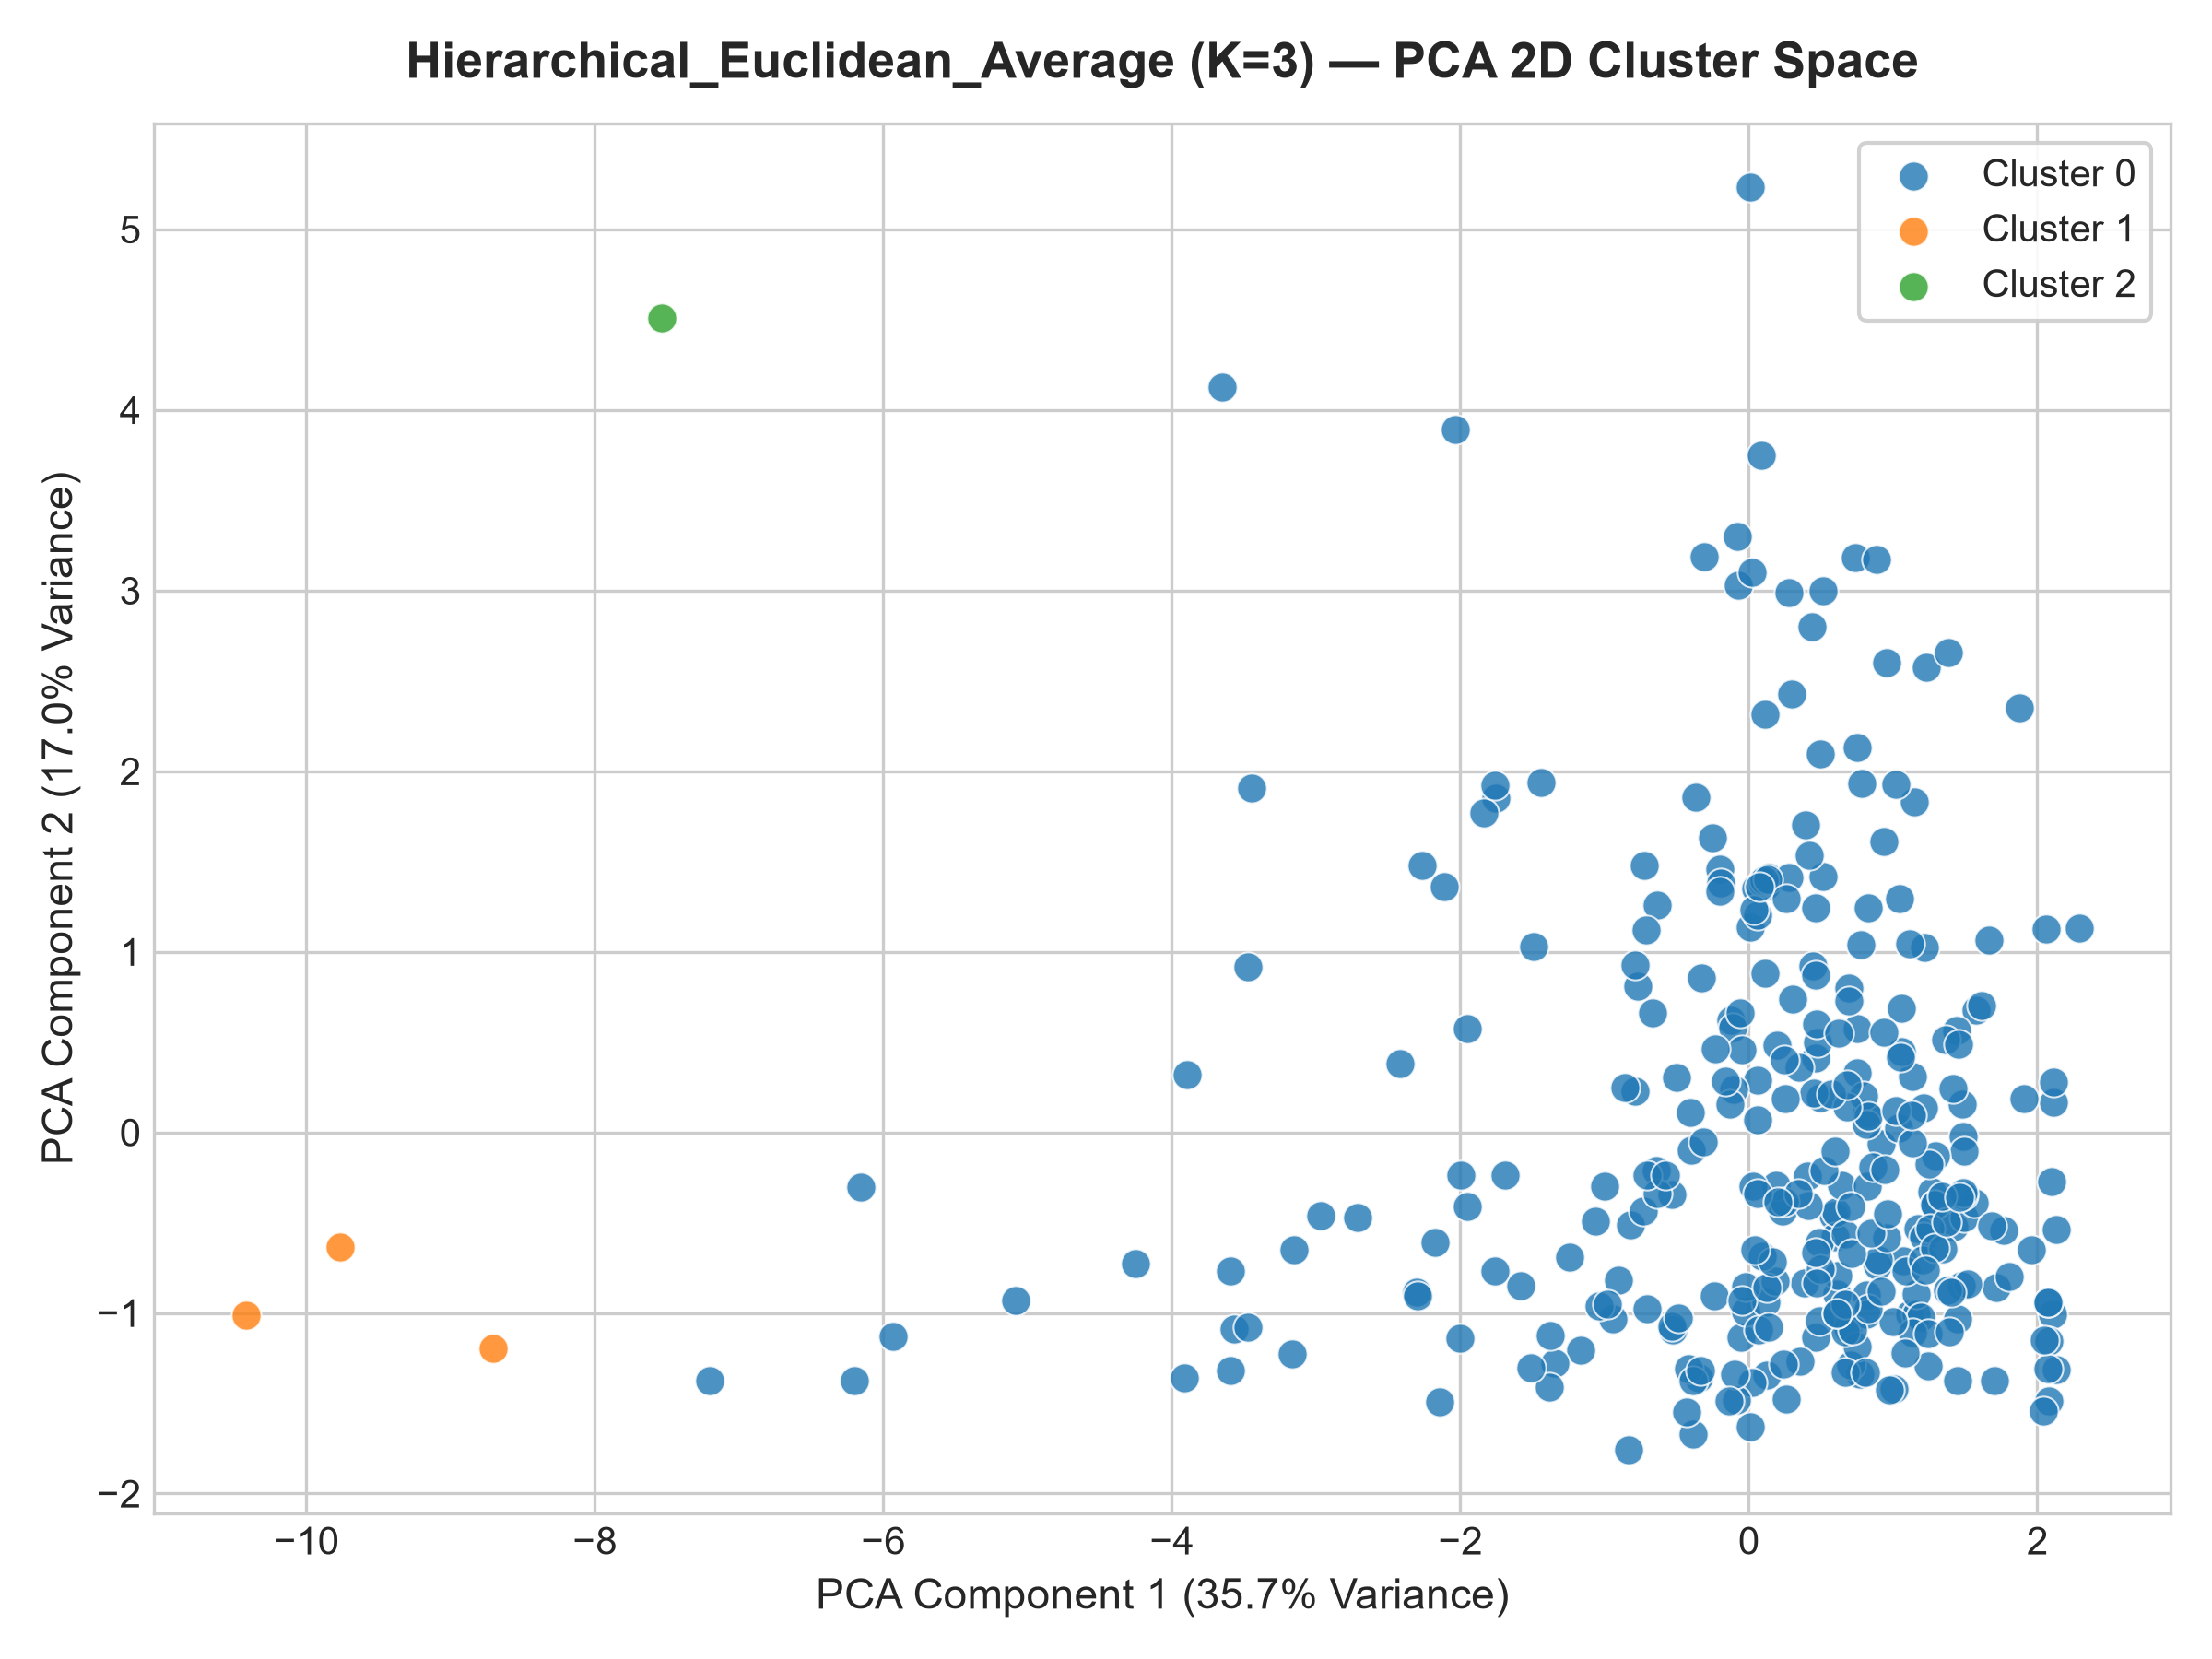 Hierarchical_Euclidean_Average (K=3) — PCA 2D Cluster Space
Cluster 0
Cluster 1
Cluster 2
PCA Component 2 (17.0% Variance)
5
4
3
2
1
0
−1
−2
−10 −8 −6 −4 −2 0 2
PCA Component 1 (35.7% Variance)